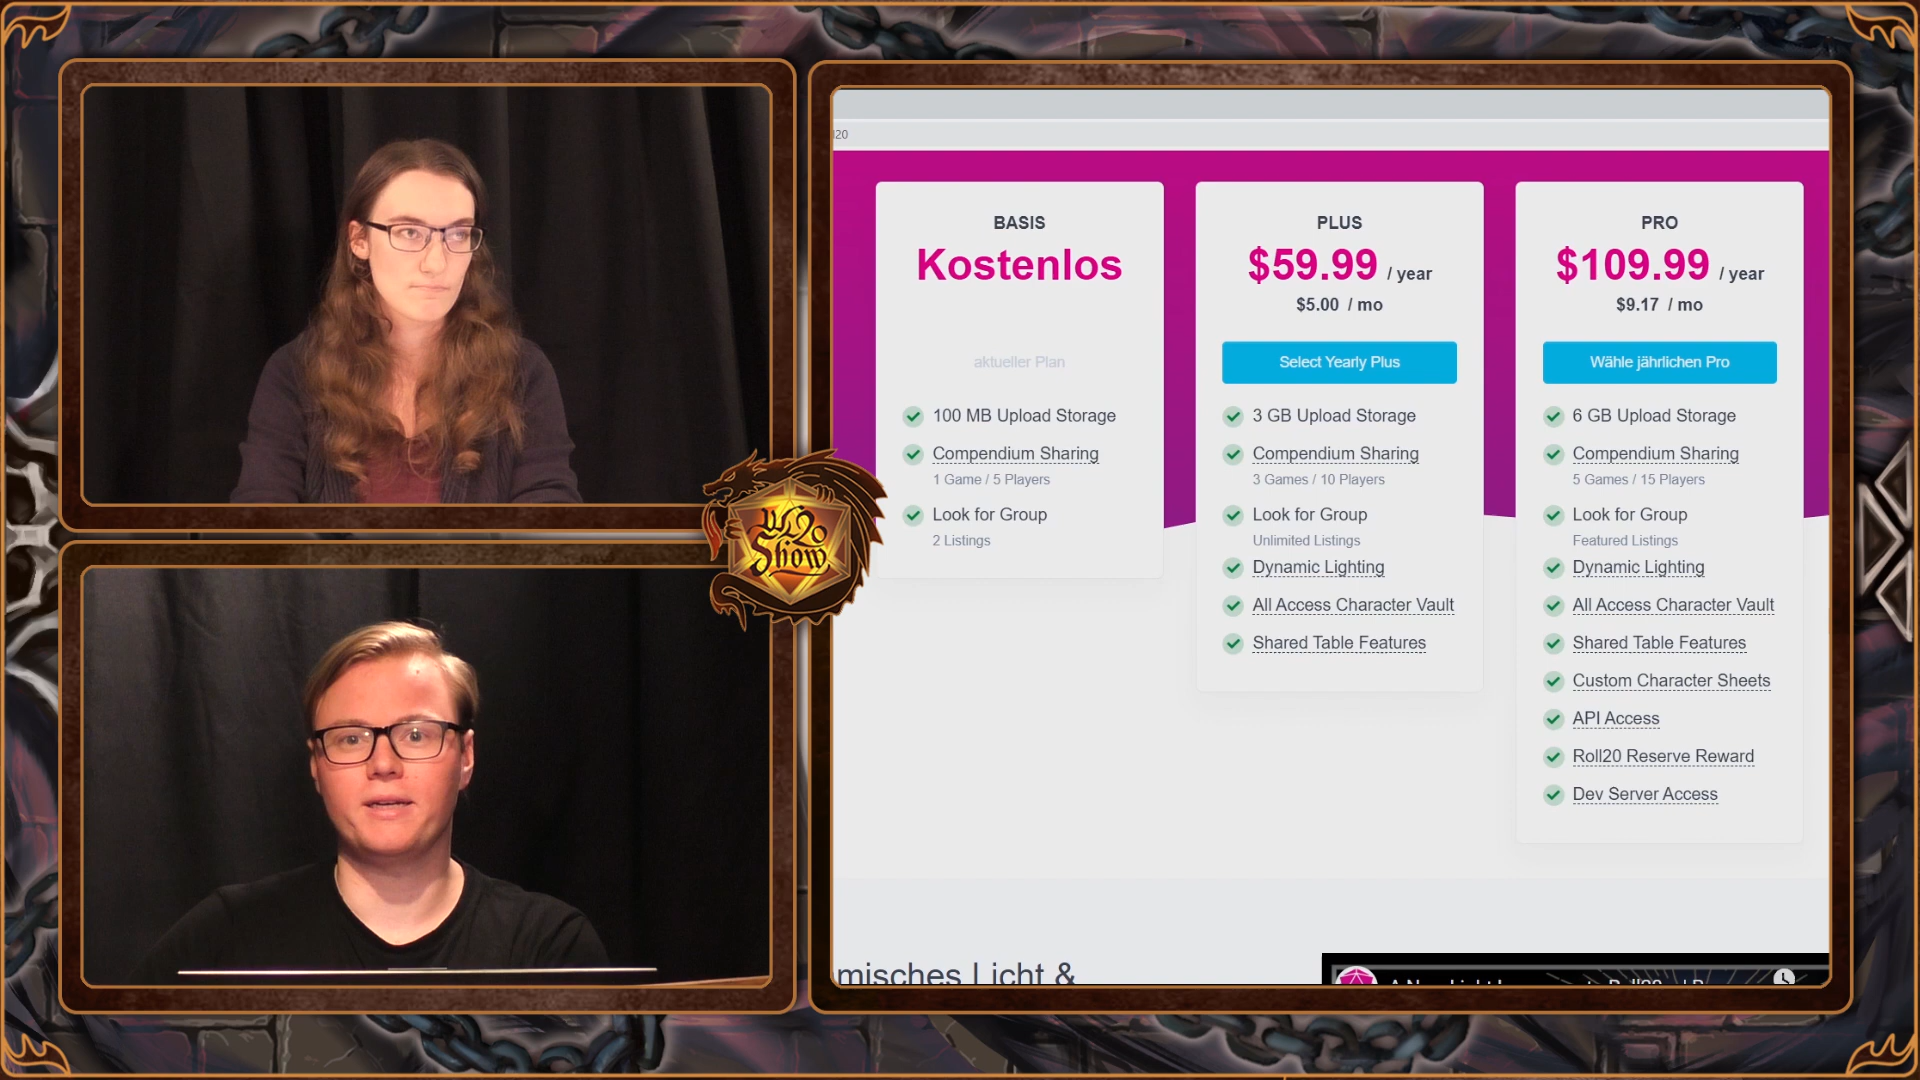 W20
Show
l20
BASIS
Kostenlos
aktueller Plan
100 MB Upload Storage
Compendium Sharing
1 Game / 5 Players
Look for Group
2 Listings
PLUS
$59.99 / year
$5.00 / mo
Select Yearly Plus
3 GB Upload Storage
Compendium Sharing
3 Games / 10 Players
Look for Group
Unlimited Listings
Dynamic Lighting
All Access Character Vault
Shared Table Features
PRO
$109.99 / year
$9.17 / mo
Wähle jährlichen Pro
6 GB Upload Storage
Compendium Sharing
5 Games / 15 Players
Look for Group
Featured Listings
Dynamic Lighting
All Access Character Vault
Shared Table Features
Custom Character Sheets
API Access
Roll20 Reserve Reward
Dev Server Access
misches Licht &